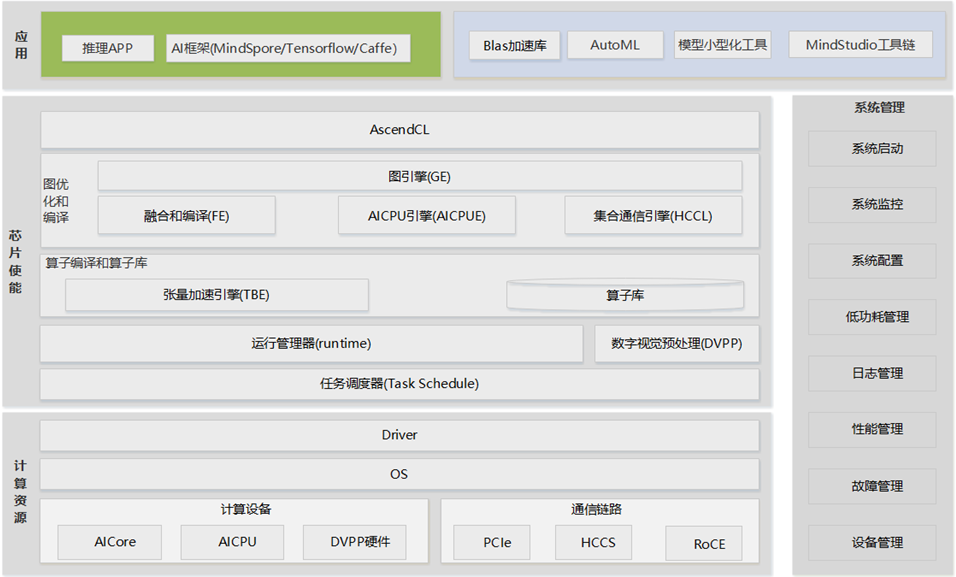 应用
推理APP
AI框架(MindSpore/Tensorflow/Caffe)
Blas加速库
AutoML
模型小型化工具
MindStudio工具链
芯片使能
AscendCL
图优化和编译
图引擎(GE)
融合和编译(FE)
AICPU引擎(AICPUE)
集合通信引擎(HCCL)
算子编译和算子库
张量加速引擎(TBE)
算子库
运行管理器(runtime)
数字视觉预处理(DVPP)
任务调度器(Task Schedule)
计算资源
Driver
OS
计算设备
AICore
AICPU
DVPP硬件
通信链路
PCIe
HCCS
RoCE
系统管理
系统启动
系统监控
系统配置
低功耗管理
日志管理
性能管理
故障管理
设备管理